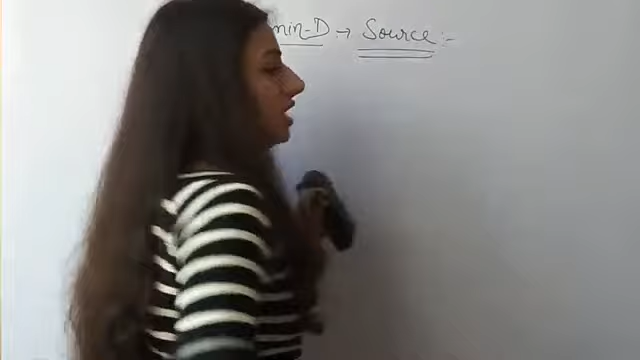 min-D :→ Source :-